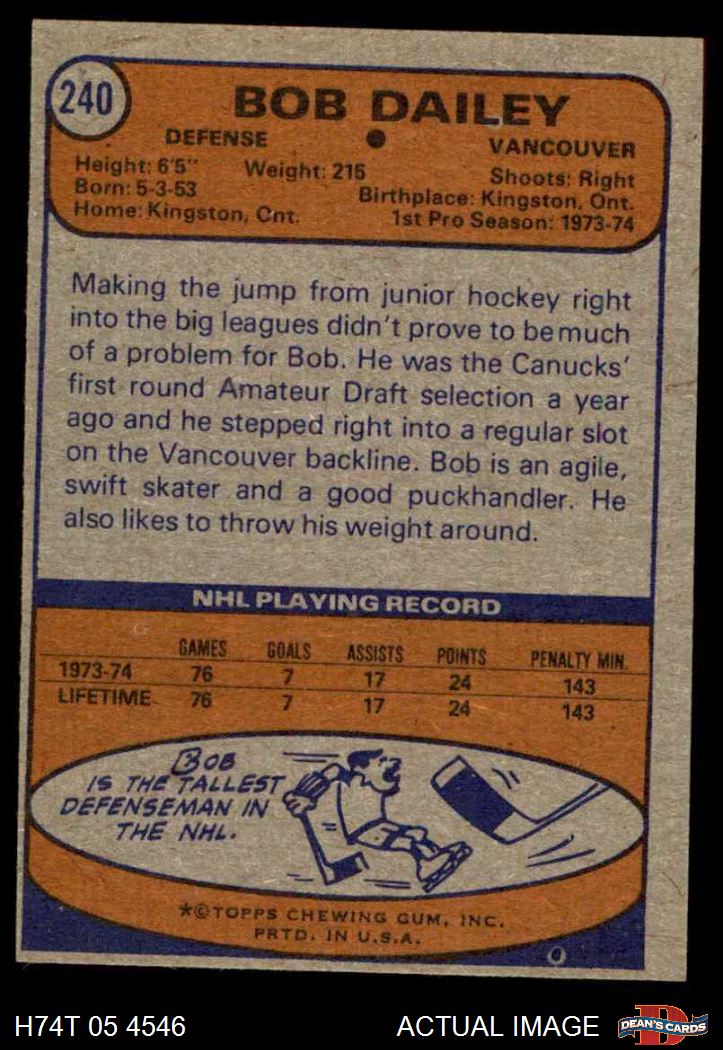 240
BOB DAILEY
DEFENSE • VANCOUVER
Height: 6'5" Weight: 215 Shoots: Right
Born: 5-3-53 Birthplace: Kingston, Ont.
Home: Kingston, Ont. 1st Pro Season: 1973-74
Making the jump from junior hockey right
into the big leagues didn't prove to be much
of a problem for Bob. He was the Canucks'
first round Amateur Draft selection a year
ago and he stepped right into a regular slot
on the Vancouver backline. Bob is an agile,
swift skater and a good puckhandler. He
also likes to throw his weight around.
NHL PLAYING RECORD
GAMES GOALS ASSISTS POINTS PENALTY MIN.
1973-74 76 7 17 24 143
LIFETIME 76 7 17 24 143
BOB
IS THE TALLEST
DEFENSEMAN IN
THE NHL.
*©TOPPS CHEWING GUM, INC.
PRTD. IN U.S.A.
H74T 05 4546 ACTUAL IMAGE
D
DEAN'S CARDS